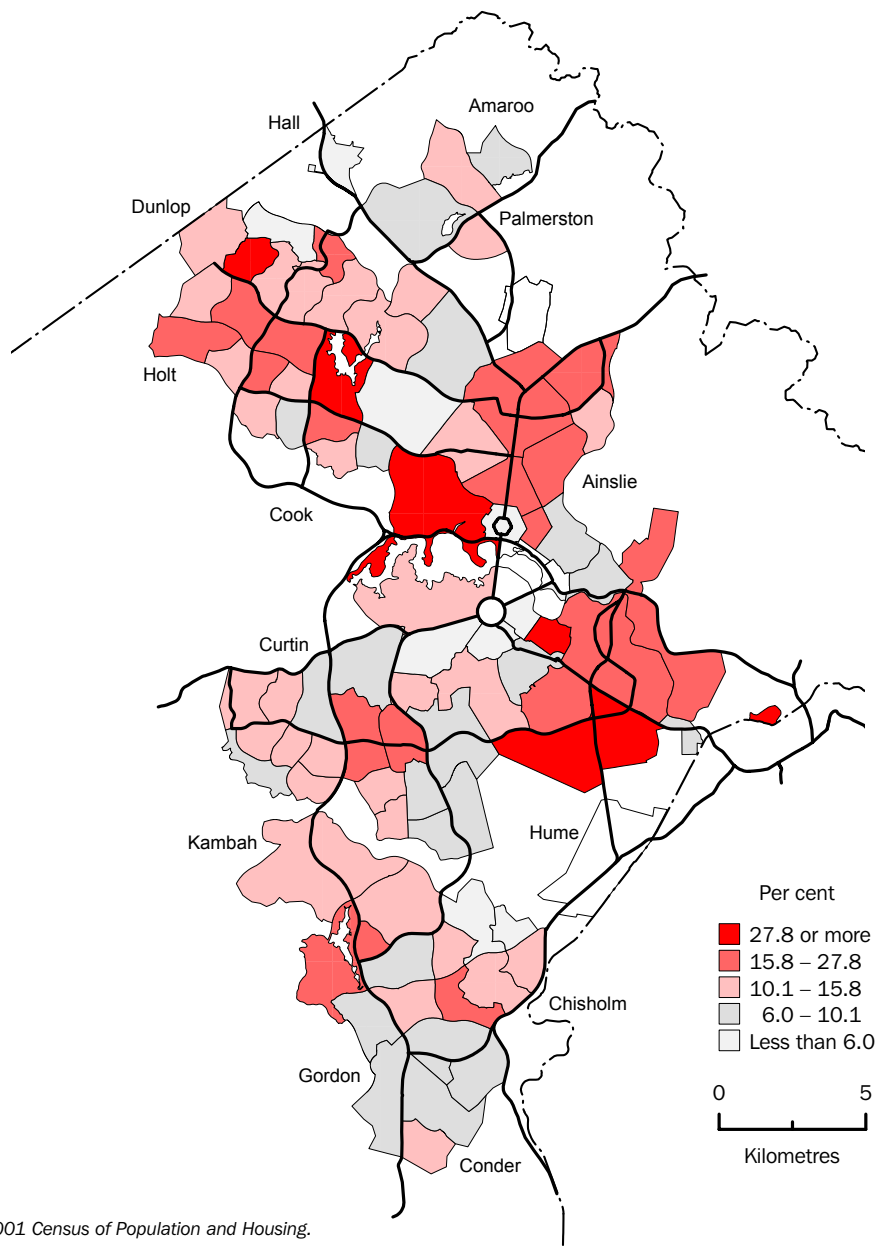 Amaroo
Hall
Dunlop
Palmerston
Holt
Ainslie
Cook
Curtin
Hume
Kambah
Per cent
27.8 or more
15.8 – 27.8
10.1 – 15.8
6.0 – 10.1
Less than 6.0
Chisholm
Gordon
0 5
Kilometres
Conder
001 Census of Population and Housing.